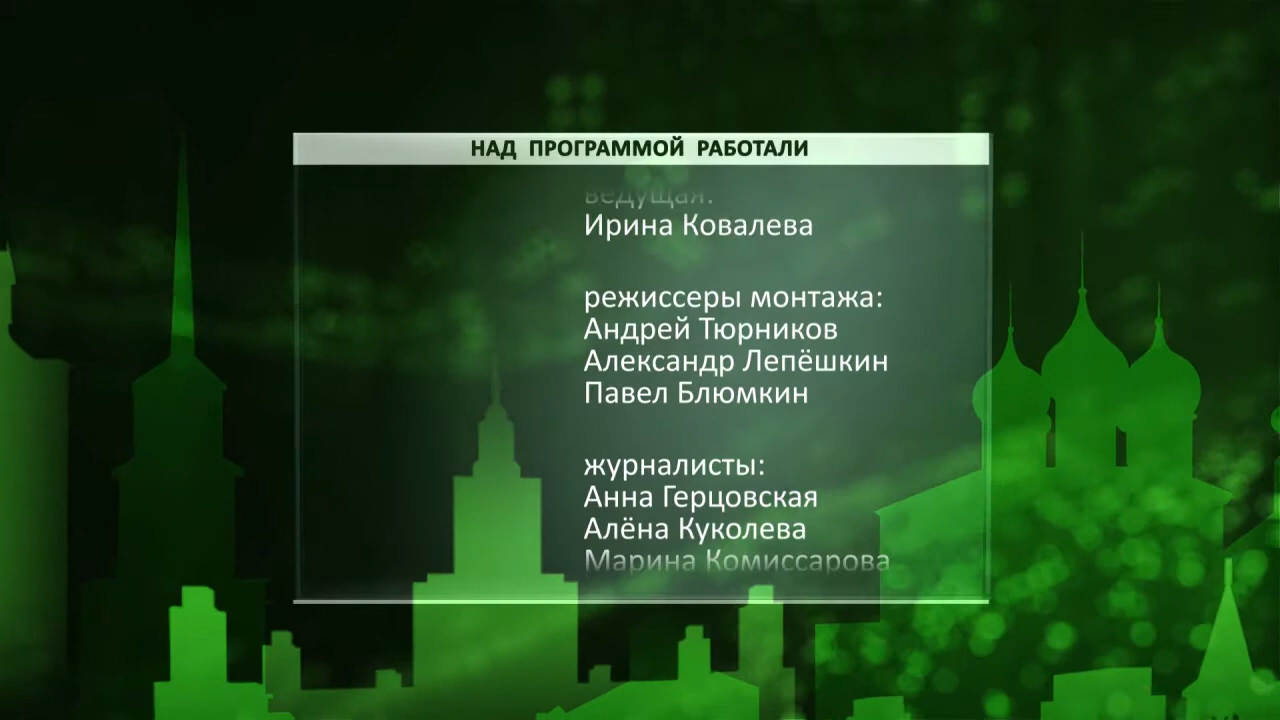 НАД ПРОГРАММОЙ РАБОТАЛИ
ведущая:
Ирина Ковалева
режиссеры монтажа:
Андрей Тюрников
Александр Лепёшкин
Павел Блюмкин
журналисты:
Анна Герцовская
Алёна Куколева
Марина Комиссарова